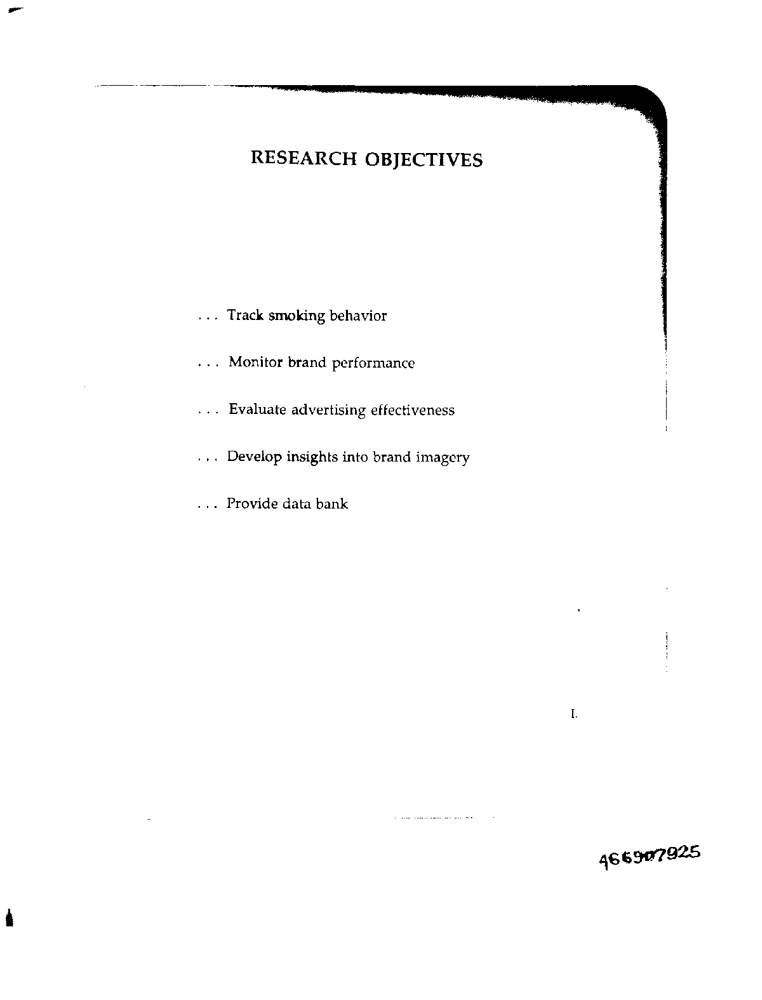 RESEARCH OBJECTIVES
... Track smoking behavior
... Monitor brand performance
... Evaluate advertising effectiveness
... Develop insights into brand imagery
... Provide data bank
I.
466907925